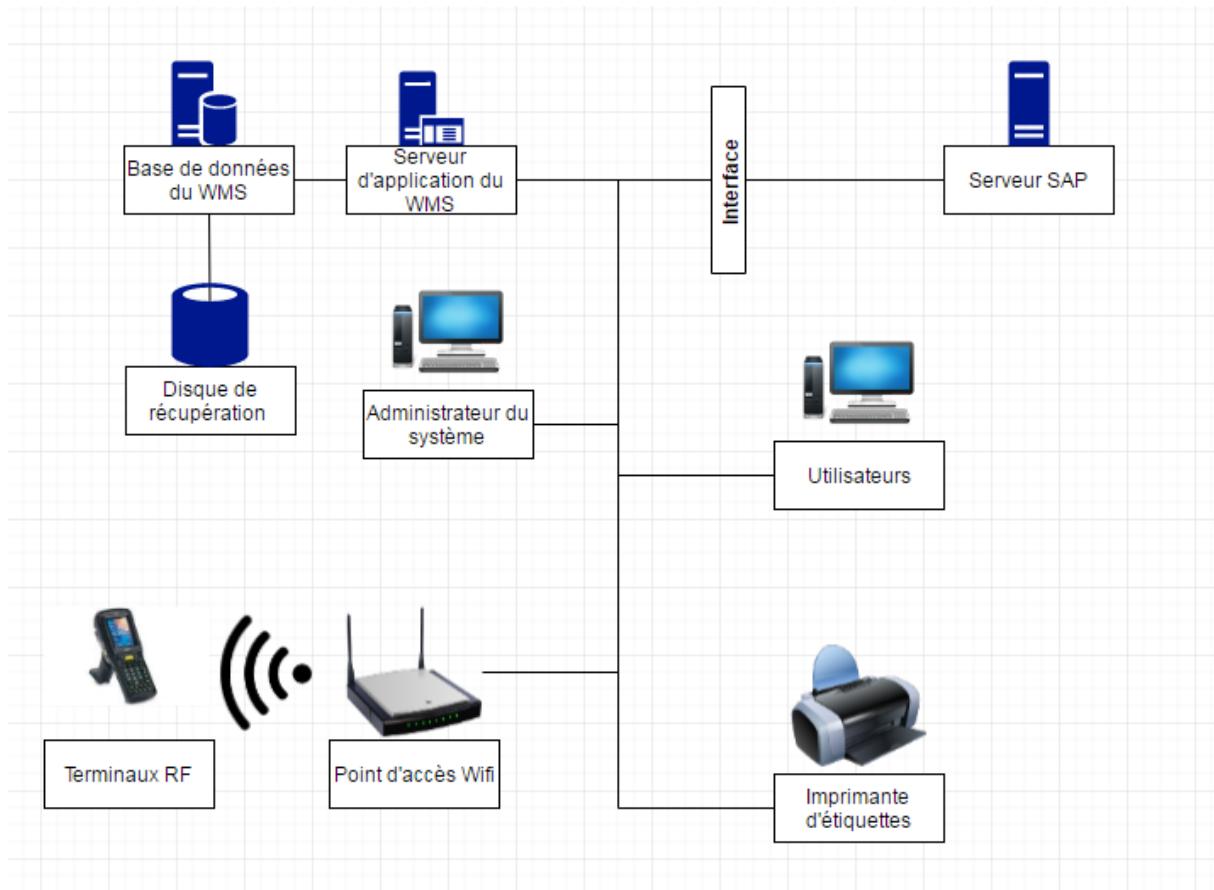 Base de données
du WMS
Serveur
d'application du
WMS
Interface
Serveur SAP
Disque de
récupération
Administrateur du
système
Utilisateurs
Terminaux RF
Point d'accès Wifi
Imprimante
d'étiquettes